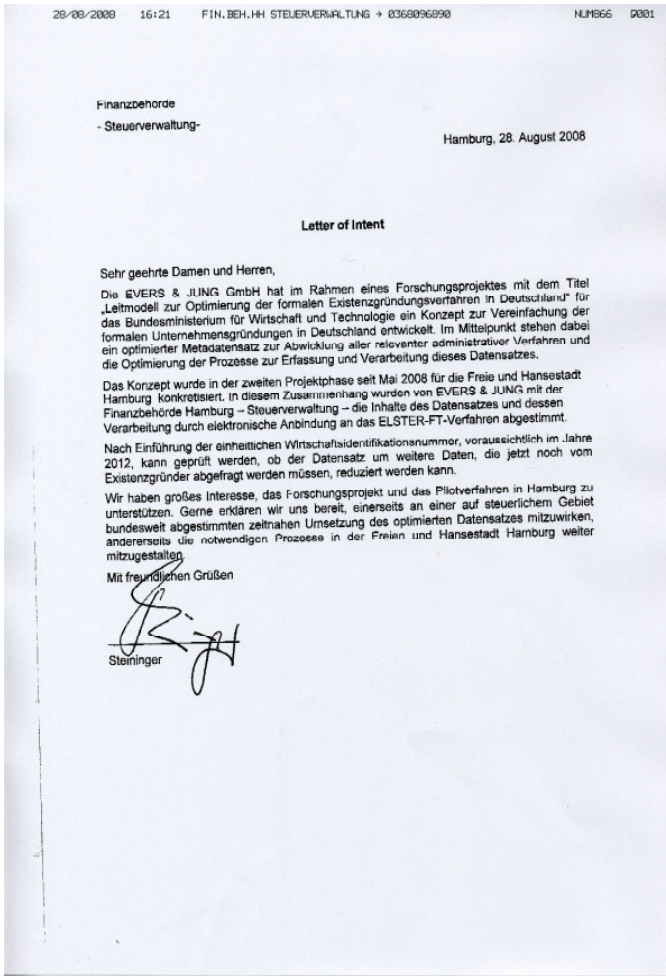 28/08/2008 16:21 FIN.BEH.HH STEUERVERWALTUNG → 0368096890 NUM866 D001
Finanzbehörde
- Steuerverwaltung-
Hamburg, 28. August 2008
Letter of Intent
Sehr geehrte Damen und Herren,
Die EVERS & JUNG GmbH hat im Rahmen eines Forschungsprojektes mit dem Titel
„Leitmodell zur Optimierung der formalen Existenzgründungsverfahren in Deutschland“ für
das Bundesministerium für Wirtschaft und Technologie ein Konzept zur Vereinfachung der
formalen Unternehmensgründungen in Deutschland entwickelt. Im Mittelpunkt stehen dabei
ein optimierter Metadatensatz zur Abwicklung aller relevanter administrativer Verfahren und
die Optimierung der Prozesse zur Erfassung und Verarbeitung dieses Datensatzes.
Das Konzept wurde in der zweiten Projektphase seit Mai 2008 für die Freie und Hansestadt
Hamburg konkretisiert. In diesem Zusammenhang wurden von EVERS & JUNG mit der
Finanzbehörde Hamburg – Steuerverwaltung – die Inhalte des Datensatzes und dessen
Verarbeitung durch elektronische Anbindung an das ELSTER-FT-Verfahren abgestimmt.
Nach Einführung der einheitlichen Wirtschaftsidentifikationsnummer, voraussichtlich im Jahre
2012, kann geprüft werden, ob der Datensatz um weitere Daten, die jetzt noch vom
Existenzgründer abgefragt werden müssen, reduziert werden kann.
Wir haben großes Interesse, das Forschungsprojekt und das Pilotverfahren in Hamburg zu
unterstützen. Gerne erklären wir uns bereit, einerseits an einer auf steuerlichem Gebiet
bundesweit abgestimmten zeitnahen Umsetzung des optimierten Datensatzes mitzuwirken,
andererseits die notwendigen Prozesse in der Freien und Hansestadt Hamburg weiter
mitzugestalten.
Mit freundlichen Grüßen
Steininger